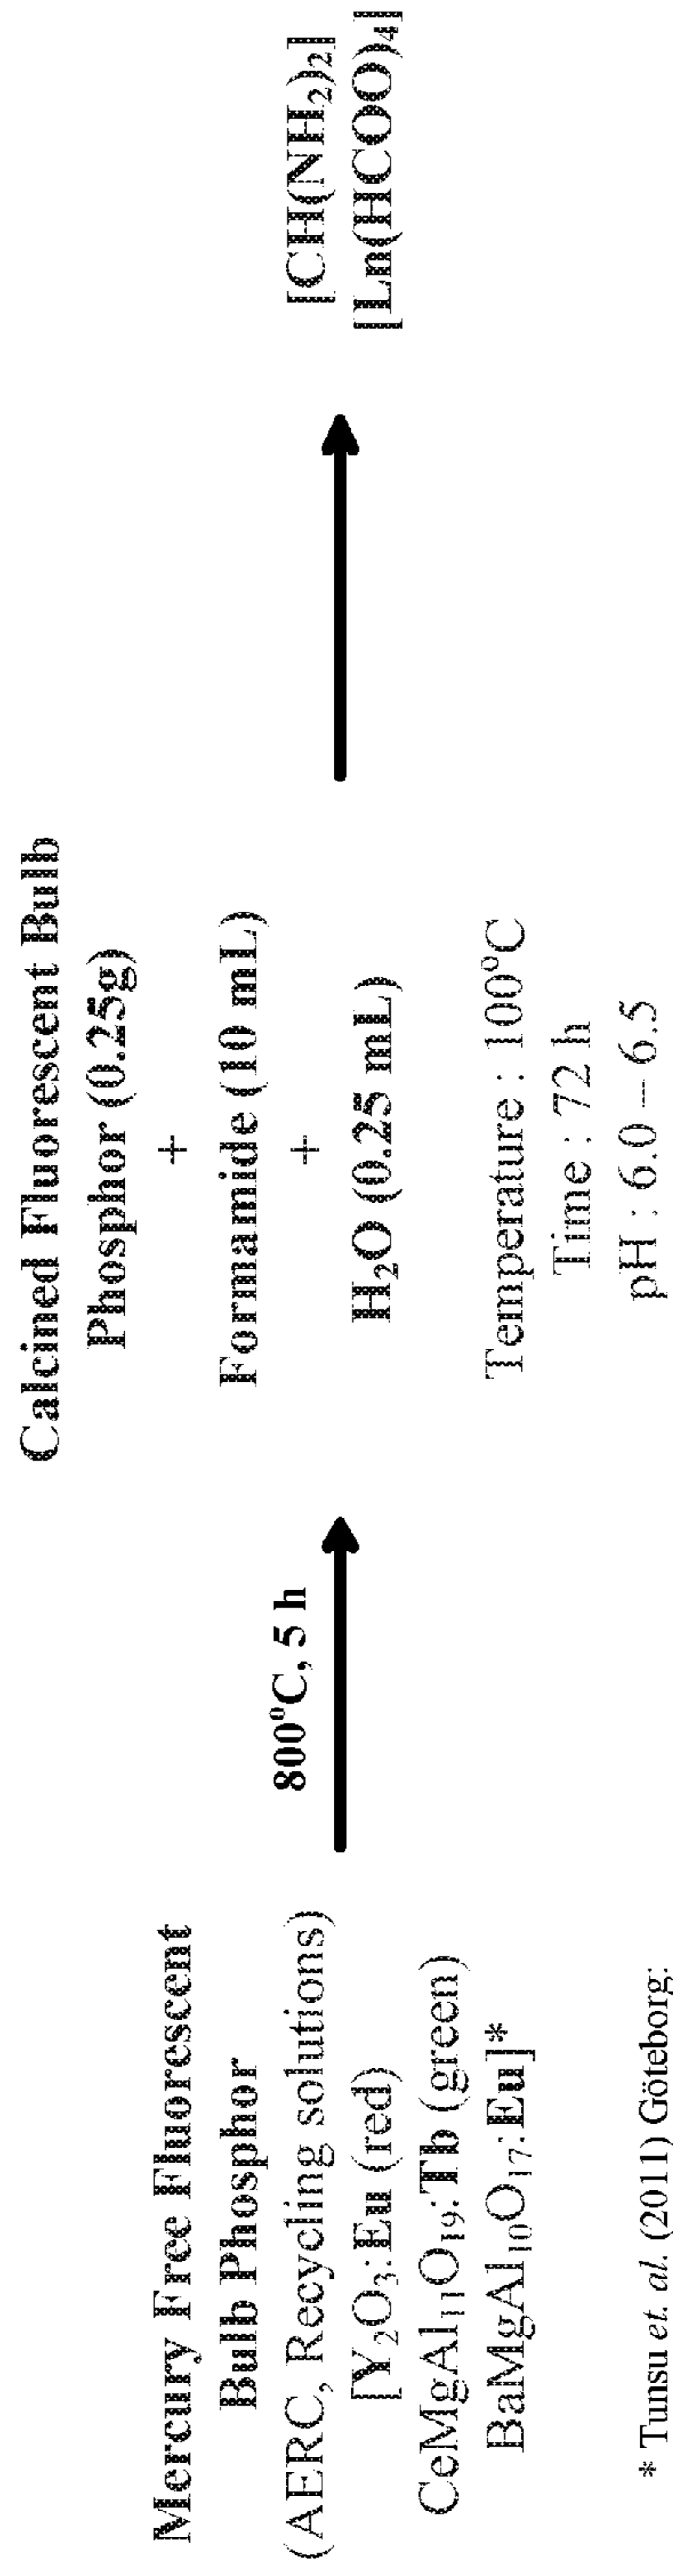 Mercury Free Fluorescent
Bulb Phosphor
(AERC, Recycling solutions)
[Y₂O₃:Eu (red)
CeMgAl₁₁O₁₉:Tb (green)
BaMgAl₁₀O₁₇:Eu]*
* Tunsu et. al. (2011) Göteborg:
800°C, 5 h
Calcined Fluorescent Bulb
Phosphor (0.25g)
+
Formamide (10 mL)
+
H₂O (0.25 mL)
Temperature : 100°C
Time : 72 h
pH : 6.0 – 6.5
[CH(NH₂)₂]
[Ln(HCOO)₄]